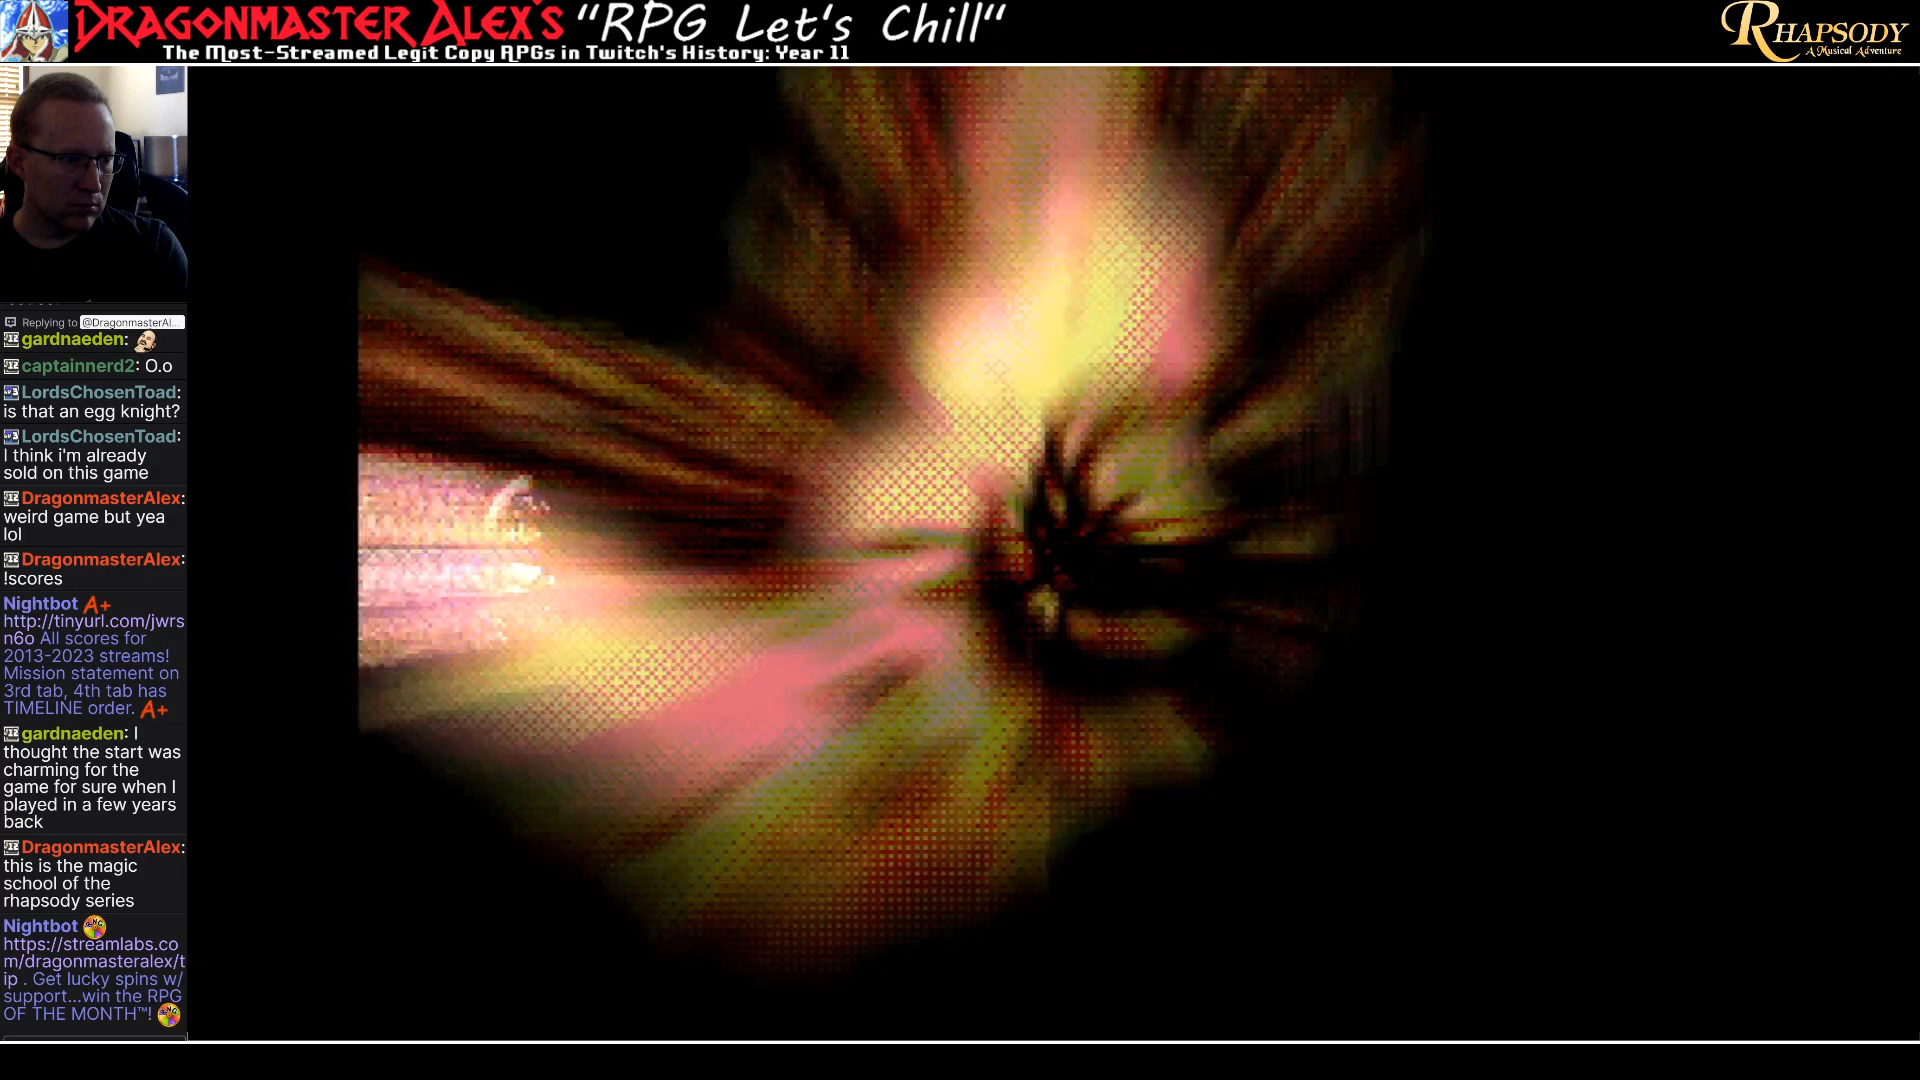 DRAGONMASTER ALEX'S "RPG Let's Chill"
The Most-Streamed Legit Copy RPGs in Twitch's History: Year 11
RHAPSODY
A Musical Adventure
Replying to @DragonmasterAl...
gardnaeden:
captainnerd2: O.o
LordsChosenToad:
is that an egg knight?
LordsChosenToad:
I think i'm already
sold on this game
DragonmasterAlex:
weird game but yea
lol
DragonmasterAlex:
!scores
Nightbot A+
http://tinyurl.com/jwrs
n6o All scores for
2013-2023 streams!
Mission statement on
3rd tab, 4th tab has
TIMELINE order. A+
gardnaeden: I
thought the start was
charming for the
game for sure when I
played in a few years
back
DragonmasterAlex:
this is the magic
school of the
rhapsody series
Nightbot
https://streamlabs.co
m/dragonmasteralex/t
ip . Get lucky spins w/
support...win the RPG
OF THE MONTH™!